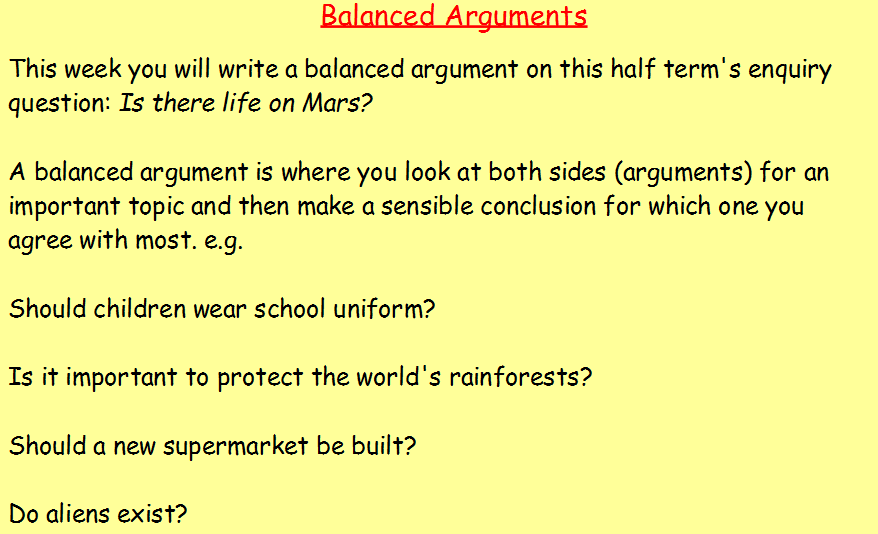 Balanced Arguments
This week you will write a balanced argument on this half term's enquiry
question: Is there life on Mars?
A balanced argument is where you look at both sides (arguments) for an
important topic and then make a sensible conclusion for which one you
agree with most. e.g.
Should children wear school uniform?
Is it important to protect the world's rainforests?
Should a new supermarket be built?
Do aliens exist?